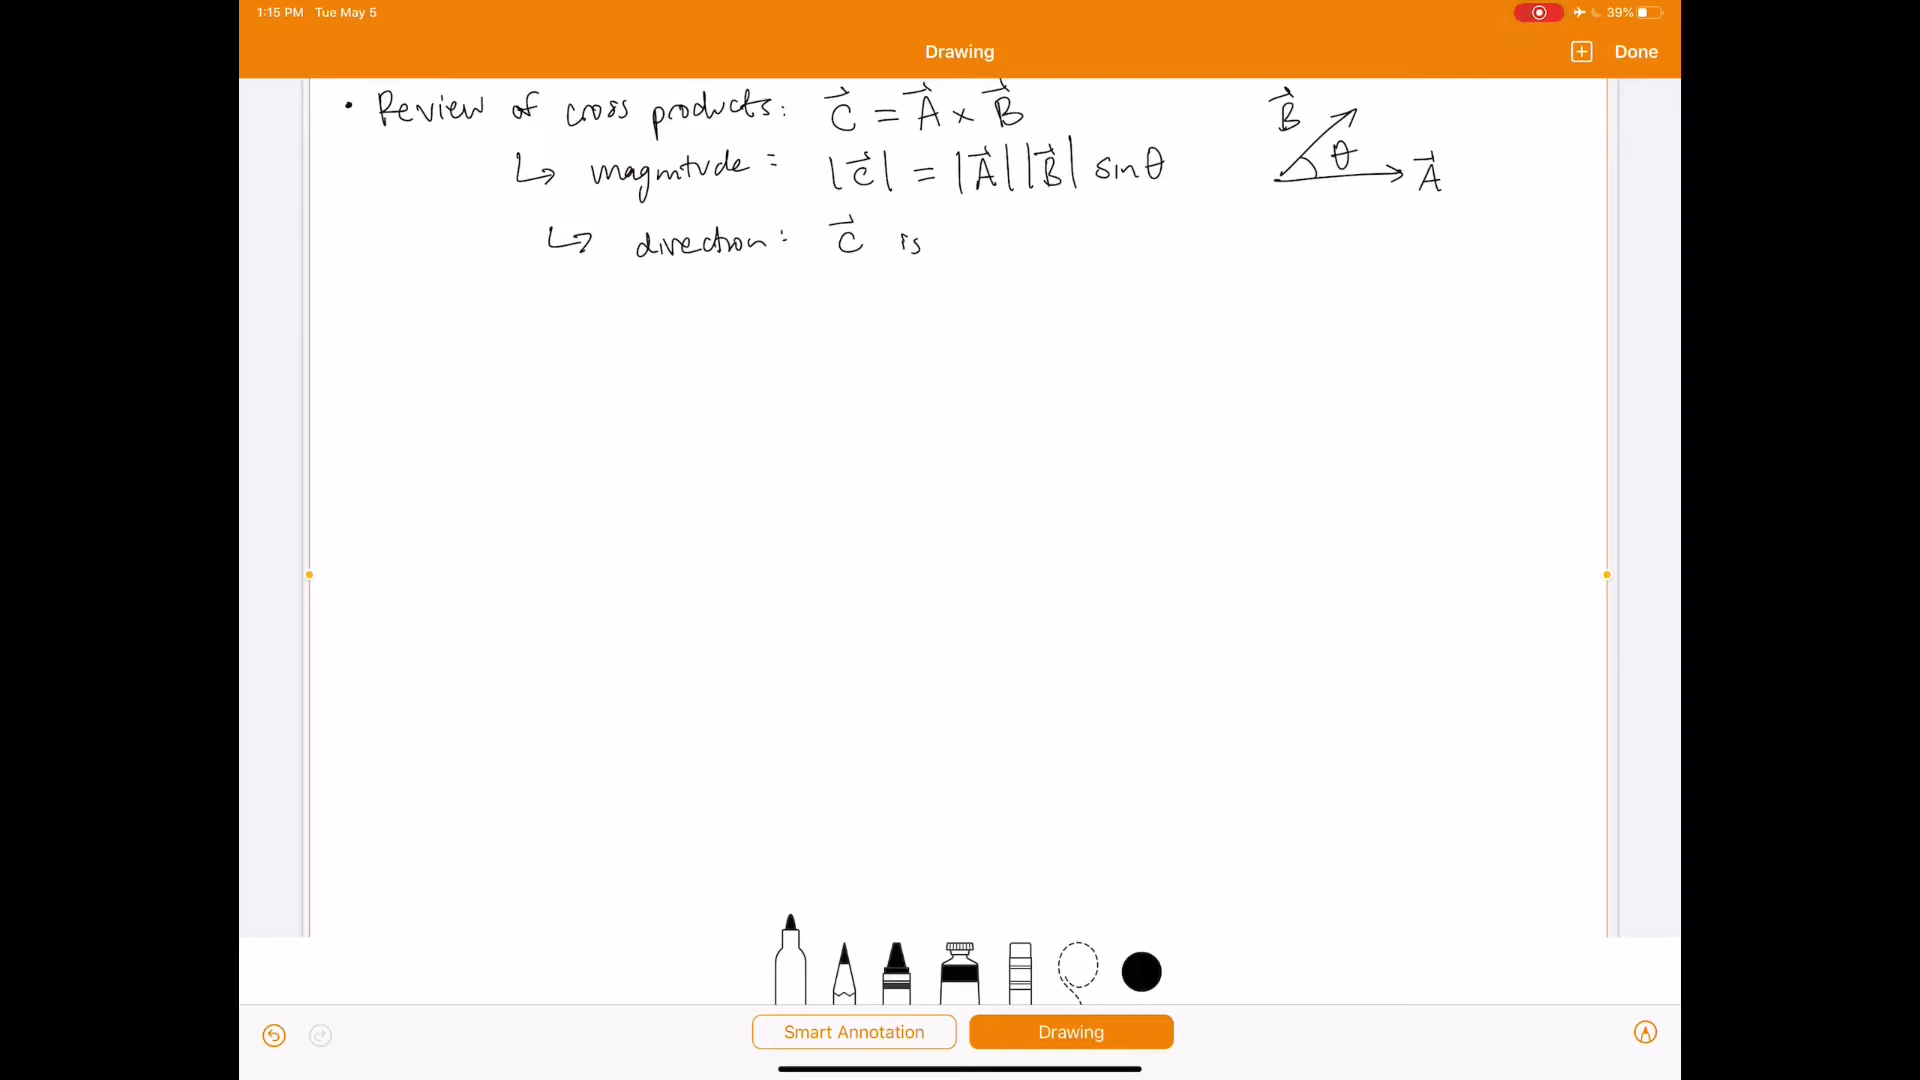 1:15 PM Tue May 5
39%
Drawing
Done
• Review of cross products: C⃗ = A⃗ × B⃗
↳ magnitude: |C⃗| = |A⃗||B⃗| sin θ
↳ direction: C⃗ is
B⃗
θ
A⃗
Smart Annotation
Drawing